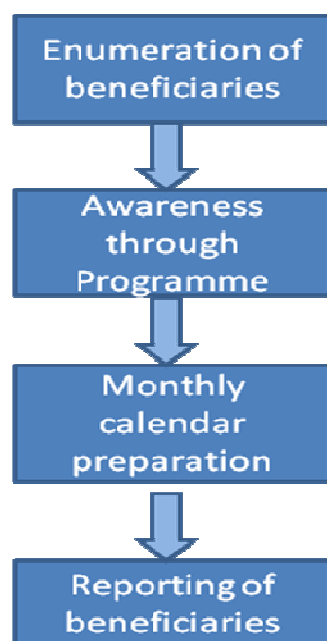 Enumeration of
beneficiaries
Awareness
through
Programme
Monthly
calendar
preparation
Reporting of
beneficiaries